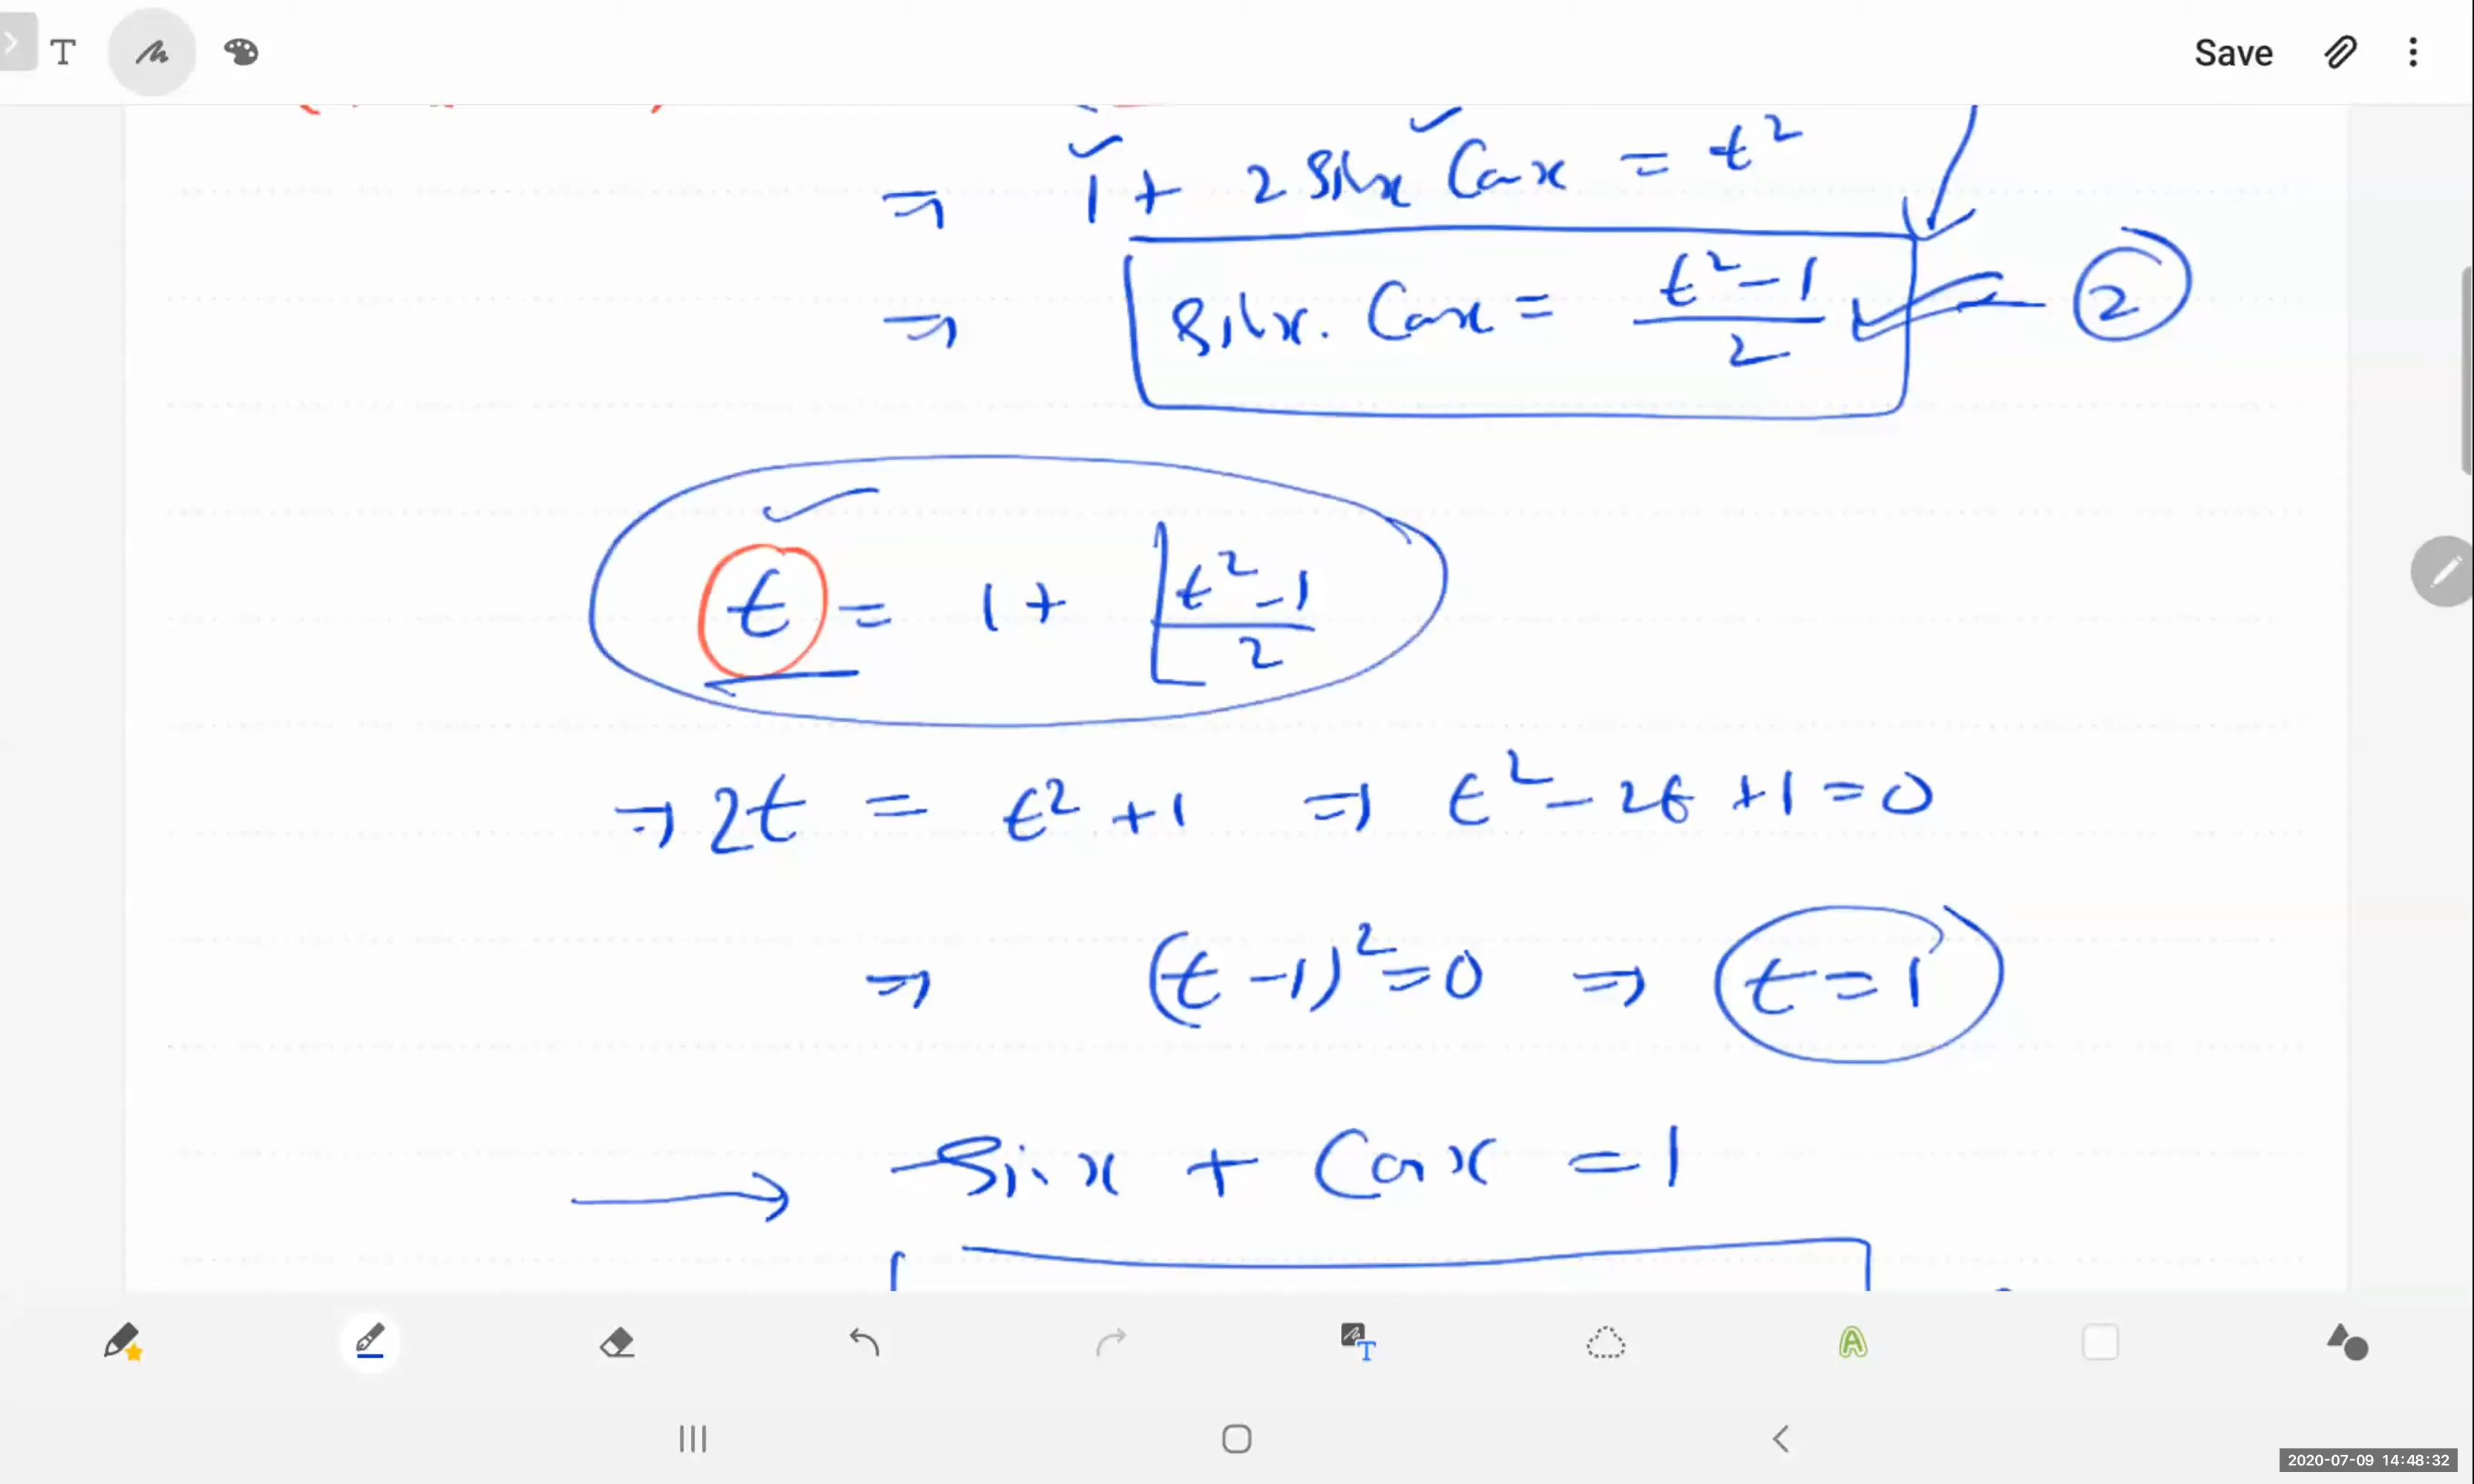 T Save
⇒ 1 + 2 sinx Cosx = t²
⇒ sinx. Cosx = (t²-1)/2 ②
t = 1 + [(t²-1)/2
⇒ 2t = t² + 1 ⇒ t² - 2t + 1 = 0
⇒ (t - 1)² = 0 ⇒ t = 1
→ Sinx + Cosx = 1
T A
2020-07-09 14:48:32